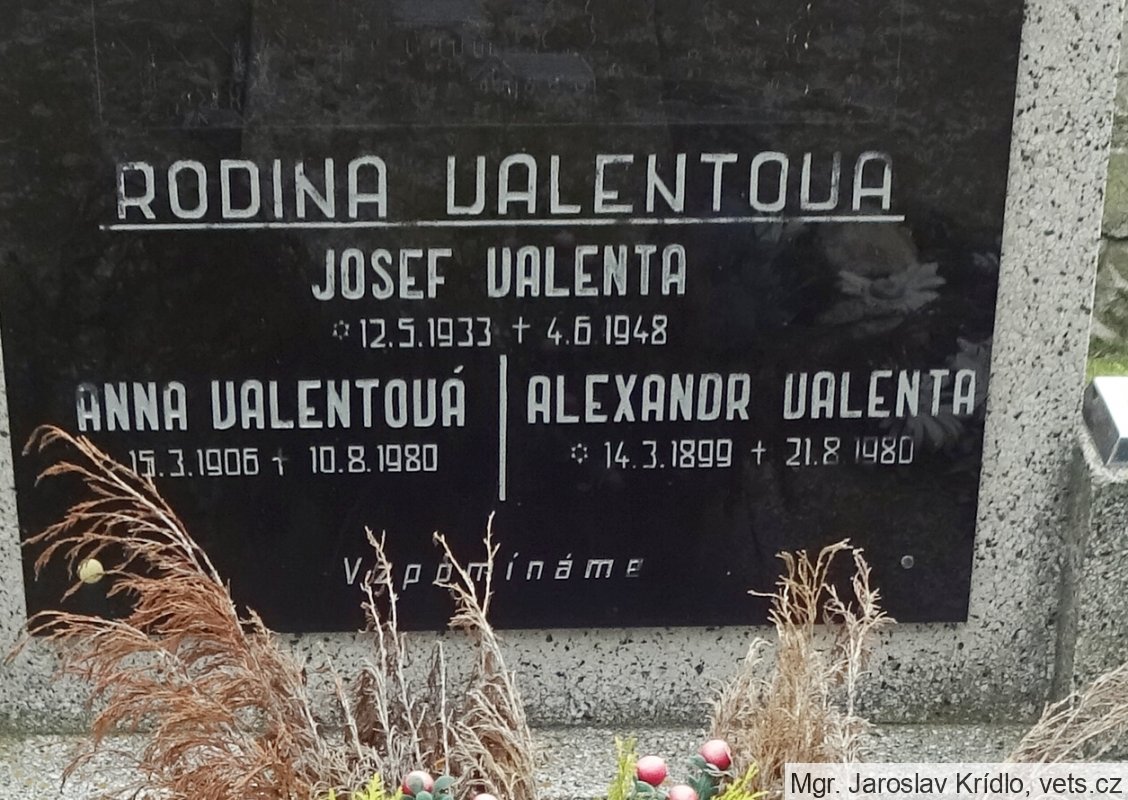 RODINA VALENTOVA
JOSEF VALENTA
* 12.5.1933 † 4.6.1948
ANNA VALENTOVÁ
15.3.1906 † 10.8.1980
ALEXANDR VALENTA
* 14.3.1899 † 21.8.1980
Vzpomínáme
Mgr. Jaroslav Krídlo, vets.cz